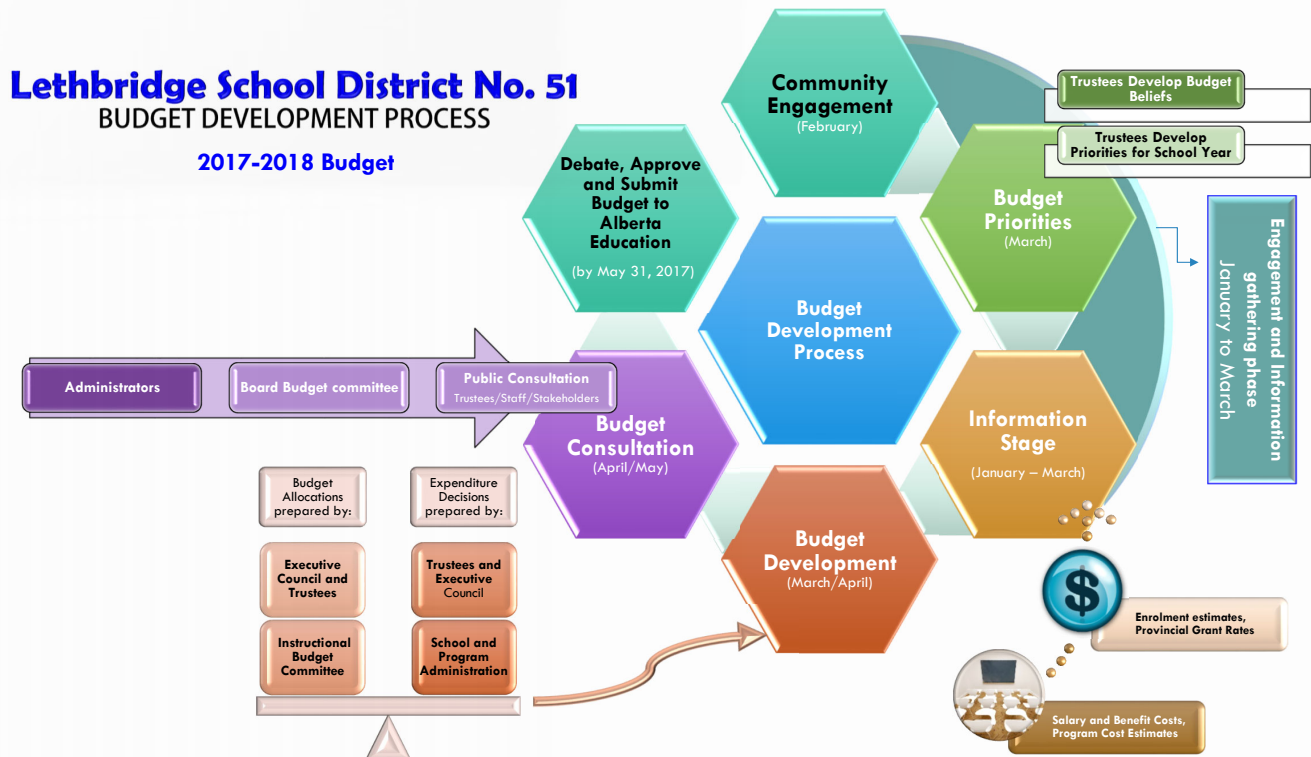 Lethbridge School District No. 51
BUDGET DEVELOPMENT PROCESS
2017-2018 Budget
Community
Engagement
(February)
Trustees Develop Budget
Beliefs
Trustees Develop
Priorities for School Year
Budget
Priorities
(March)
Engagement and Information
gathering phase
January to March
Debate, Approve
and Submit
Budget to
Alberta
Education
(by May 31, 2017)
Budget
Development
Process
Administrators
Board Budget committee
Public Consultation
Trustees/Staff/Stakeholders
Budget
Consultation
(April/May)
Information
Stage
(January – March)
Budget
Development
(March/April)
Budget
Allocations
prepared by:
Expenditure
Decisions
prepared by:
Executive
Council and
Trustees
Trustees and
Executive
Council
Instructional
Budget
Committee
School and
Program
Administration
$
Enrolment estimates,
Provincial Grant Rates
Salary and Benefit Costs,
Program Cost Estimates